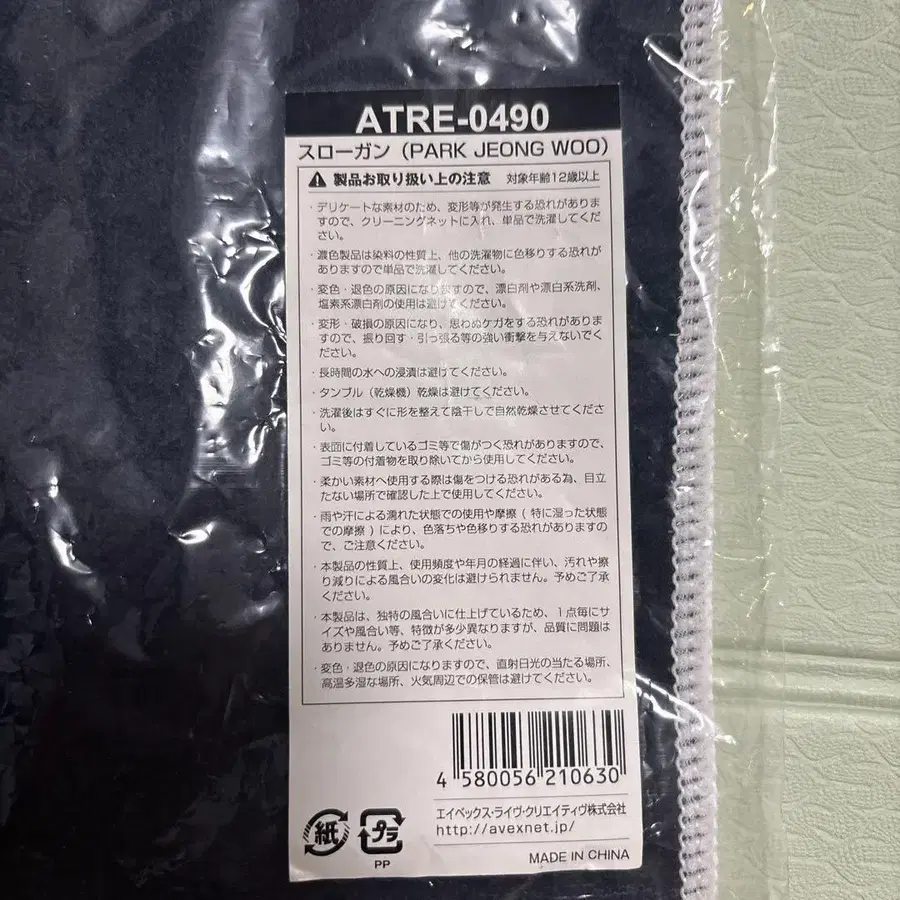 ATRE-0490
スローガン（PARK JEONG WOO）
製品お取り扱い上の注意 対象年齢12歳以上
・デリケートな素材のため、変形等が発生する恐れがありま
すので、クリーニングネットに入れ、単品で洗濯してくだ
さい。
・濃色製品は染料の性質上、他の洗濯物に色移りする恐れが
ありますので単品で洗濯してください。
・変色・退色の原因になりますので、漂白剤や漂白系洗剤、
塩素系漂白剤の使用は避けてください。
・変形・破損の原因になり、思わぬケガをする恐れがありま
すので、振り回す・引っ張る等の強い衝撃を与えないでく
ださい。
・長時間の水への浸漬は避けてください。
・タンブル（乾燥機）乾燥は避けてください。
・洗濯後はすぐに形を整えて陰干しで自然乾燥させてくださ
い。
・表面に付着しているゴミ等で傷がつく恐れがありますので、
ゴミ等の付着物を取り除いてから使用してください。
・柔かい素材へ使用する際は傷をつける恐れがある為、目立
たない場所で確認した上で使用してください。
・雨や汗による濡れた状態での使用や摩擦（特に湿った状態
での摩擦）により、色落ちや色移りする恐れがありますの
で、ご注意ください。
・本製品の性質上、使用頻度や年月の経過に伴い、汚れや擦
り減りによる風合いの変化は避けられません。予めご了承
ください。
・本製品は、独特の風合いに仕上げているため、1点毎にサ
イズや風合い等、特徴が多少異なりますが、品質に問題は
ありません。予めご了承ください。
・変色・退色の原因になりますので、直射日光の当たる場所、
高温多湿な場所、火気周辺での保管は避けてください。
4 580056 210630
エイベックス・ライヴ・クリエイティヴ株式会社
http://avexnet.jp/
紙
プラ
PP
MADE IN CHINA